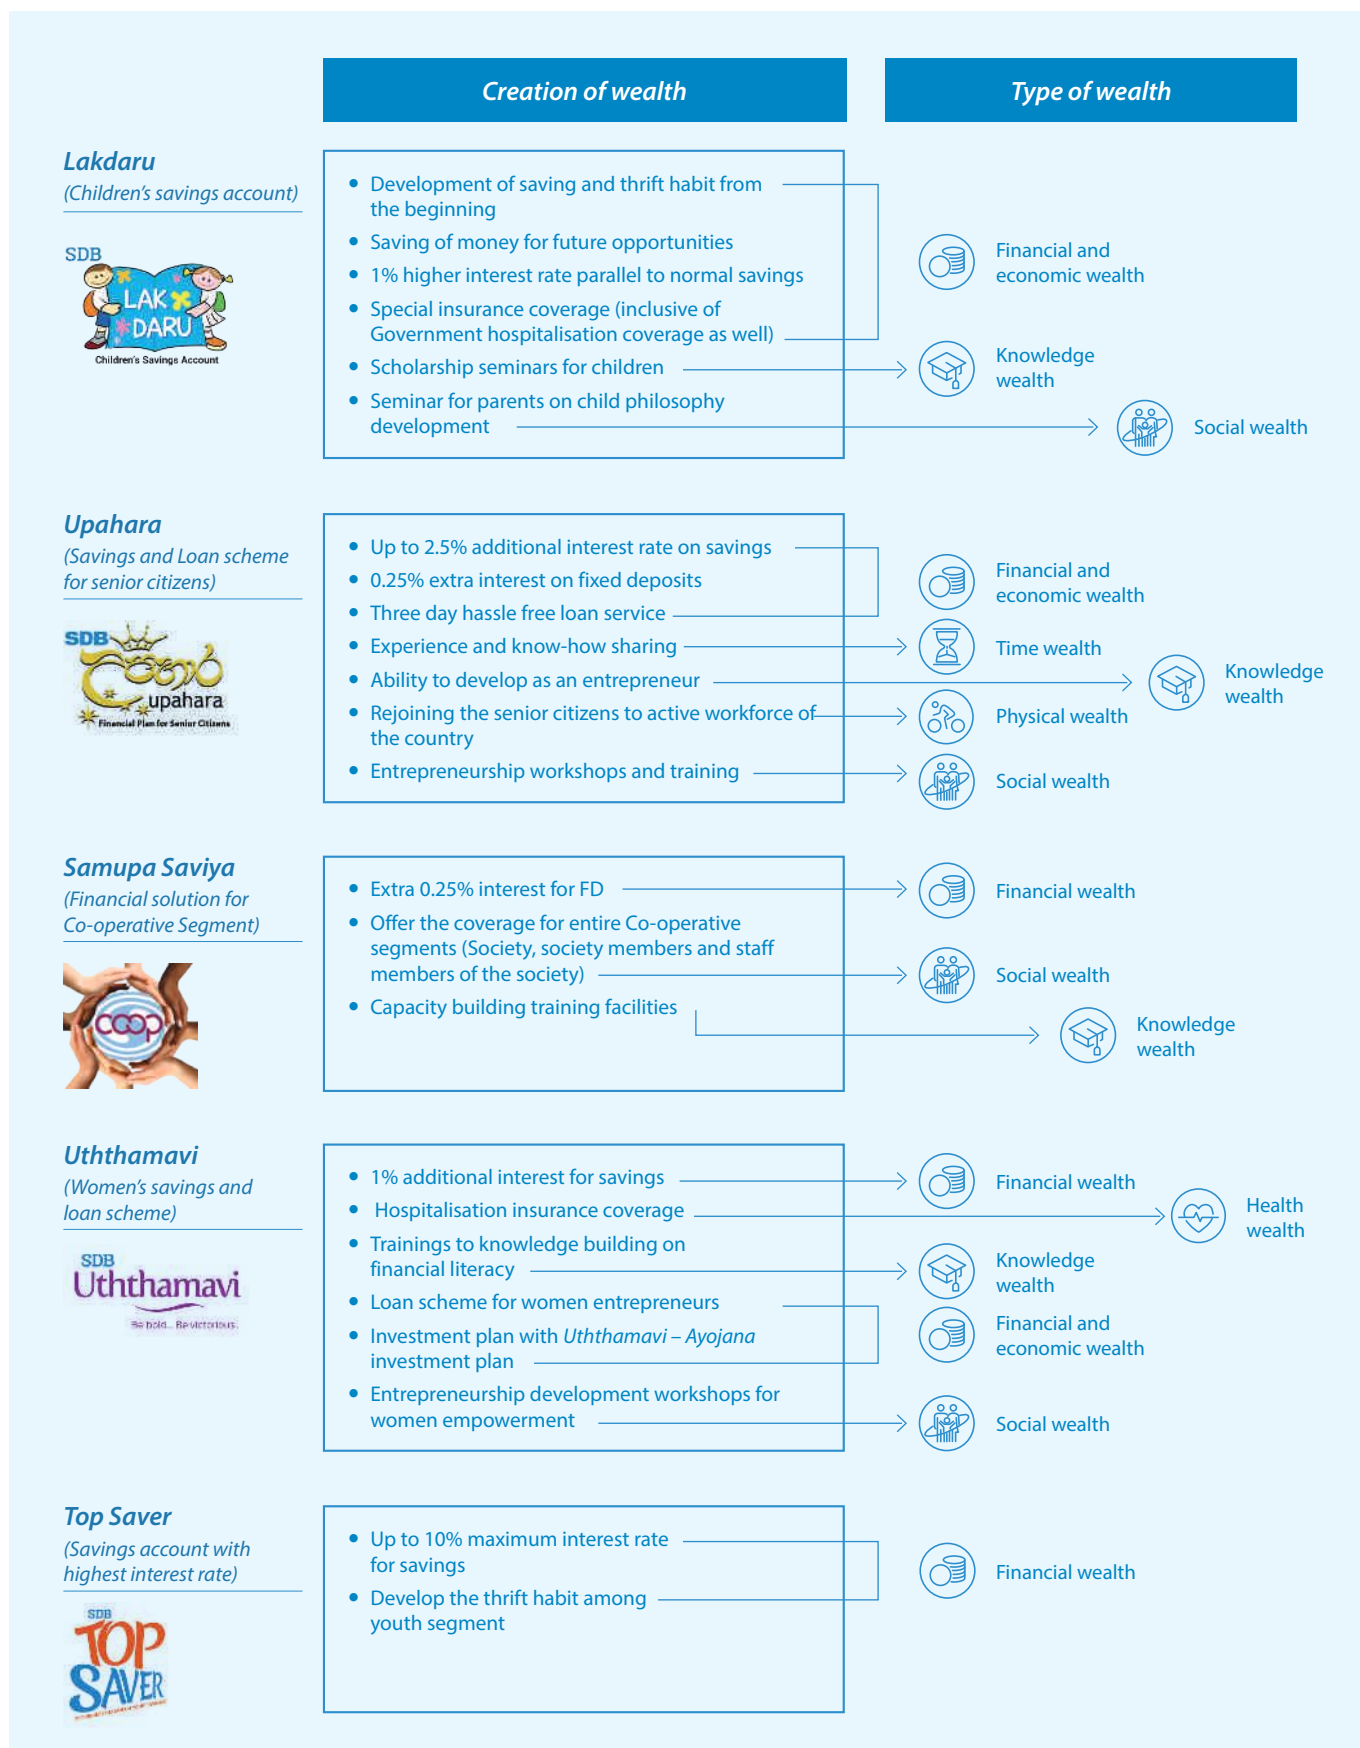 Creation of wealth
Type of wealth
Lakdaru
(Children’s savings account)
SDB
LAK
DARU
Children's Savings Account
• Development of saving and thrift habit from
the beginning
• Saving of money for future opportunities
• 1% higher interest rate parallel to normal savings
• Special insurance coverage (inclusive of
Government hospitalisation coverage as well)
• Scholarship seminars for children
• Seminar for parents on child philosophy
development
Financial and
economic wealth
Knowledge
wealth
Social wealth
Upahara
(Savings and Loan scheme
for senior citizens)
SDB
උපහාර
upahara
Financial Plan for Senior Citizens
• Up to 2.5% additional interest rate on savings
• 0.25% extra interest on fixed deposits
• Three day hassle free loan service
• Experience and know-how sharing
• Ability to develop as an entrepreneur
• Rejoining the senior citizens to active workforce of
the country
• Entrepreneurship workshops and training
Financial and
economic wealth
Time wealth
Knowledge
wealth
Physical wealth
Social wealth
Samupa Saviya
(Financial solution for
Co-operative Segment)
coop
• Extra 0.25% interest for FD
• Offer the coverage for entire Co-operative
segments (Society, society members and staff
members of the society)
• Capacity building training facilities
Financial wealth
Social wealth
Knowledge
wealth
Uththamavi
(Women’s savings and
loan scheme)
SDB
Uththamavi
Be bold... Be victorious.
• 1% additional interest for savings
• Hospitalisation insurance coverage
• Trainings to knowledge building on
financial literacy
• Loan scheme for women entrepreneurs
• Investment plan with Uththamavi – Ayojana
investment plan
• Entrepreneurship development workshops for
women empowerment
Financial wealth
Health
wealth
Knowledge
wealth
Financial and
economic wealth
Social wealth
Top Saver
(Savings account with
highest interest rate)
SDB
TOP
SAVER
• Up to 10% maximum interest rate
for savings
• Develop the thrift habit among
youth segment
Financial wealth